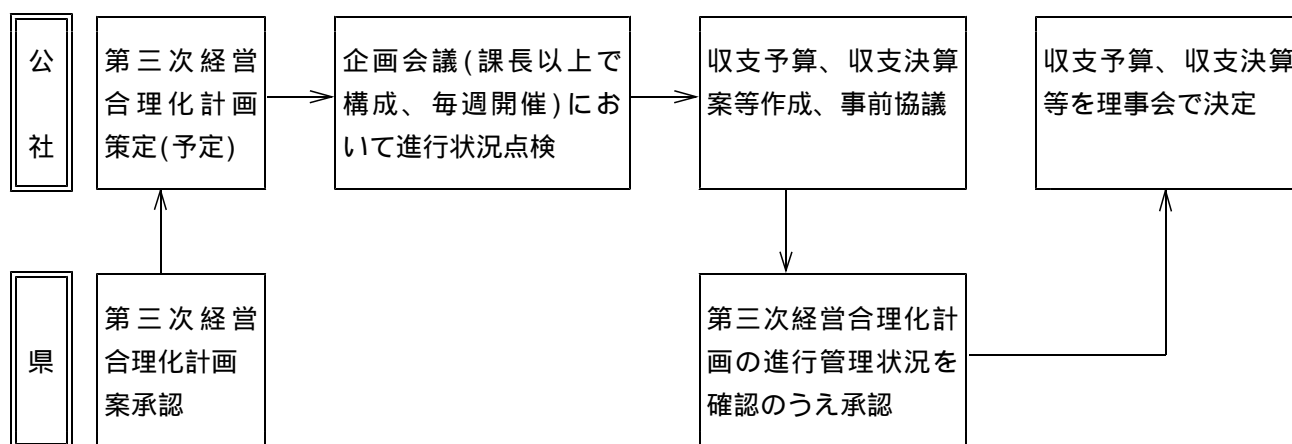 公
社
第三次経営
合理化計画
策定(予定)
企画会議(課長以上で
構成、毎週開催)にお
いて進行状況点検
収支予算、収支決算
案等作成、事前協議
収支予算、収支決算
等を理事会で決定
県
第三次経営
合理化計画
案承認
第三次経営合理化計
画の進行管理状況を
確認のうえ承認